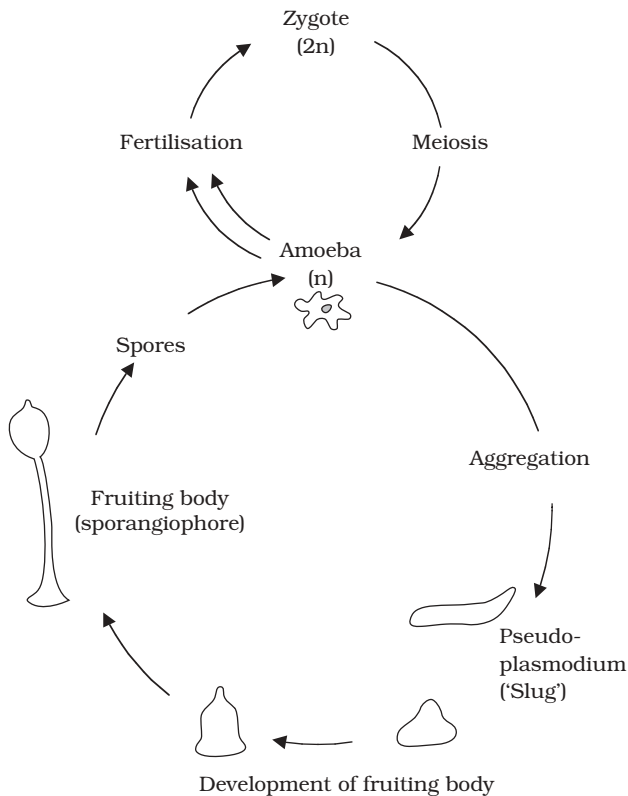 Zygote
(2n)
Fertilisation
Meiosis
Amoeba
(n)
Spores
Aggregation
Fruiting body
(sporangiophore)
Pseudo-
plasmodium
(‘Slug’)
Development of fruiting body